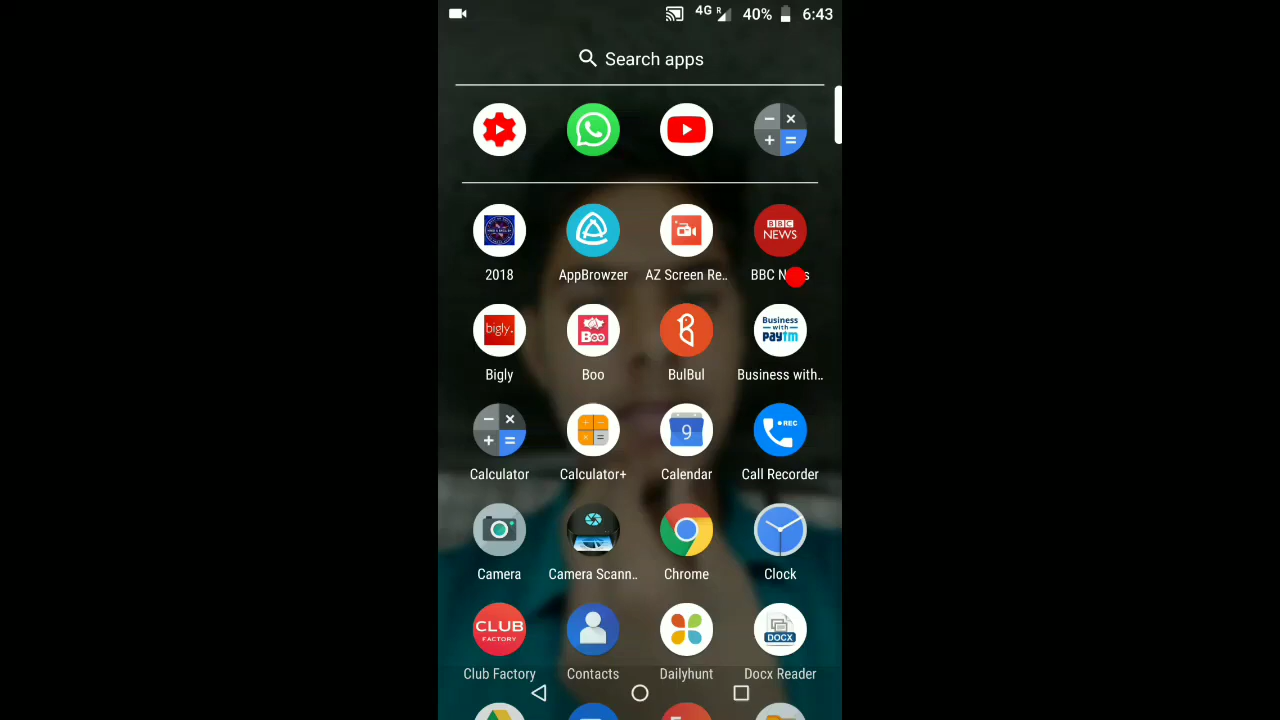 4G R 40% 6:43
Search apps
BBC NEWS
2018 AppBrowzer AZ Screen Re.. BBC N
bigly. Boo Business with paytm
Bigly Boo BulBul Business with..
9 REC
Calculator Calculator+ Calendar Call Recorder
Camera Camera Scann.. Chrome Clock
CLUB FACTORY DOCX
Club Factory Contacts Dailyhunt Docx Reader